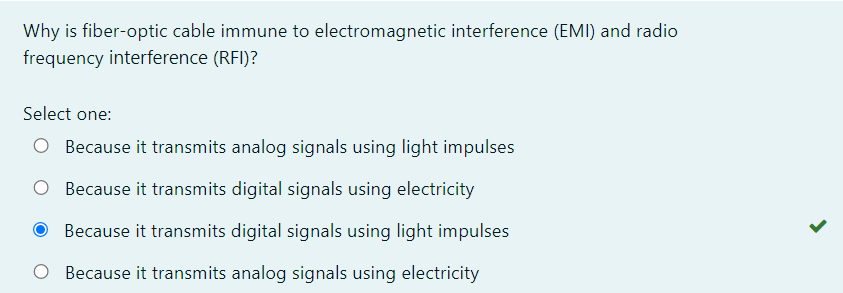 Why is fiber-optic cable immune to electromagnetic interference (EMI) and radio
frequency interference (RFI)?
Select one:
Because it transmits analog signals using light impulses
Because it transmits digital signals using electricity
Because it transmits digital signals using light impulses
Because it transmits analog signals using electricity